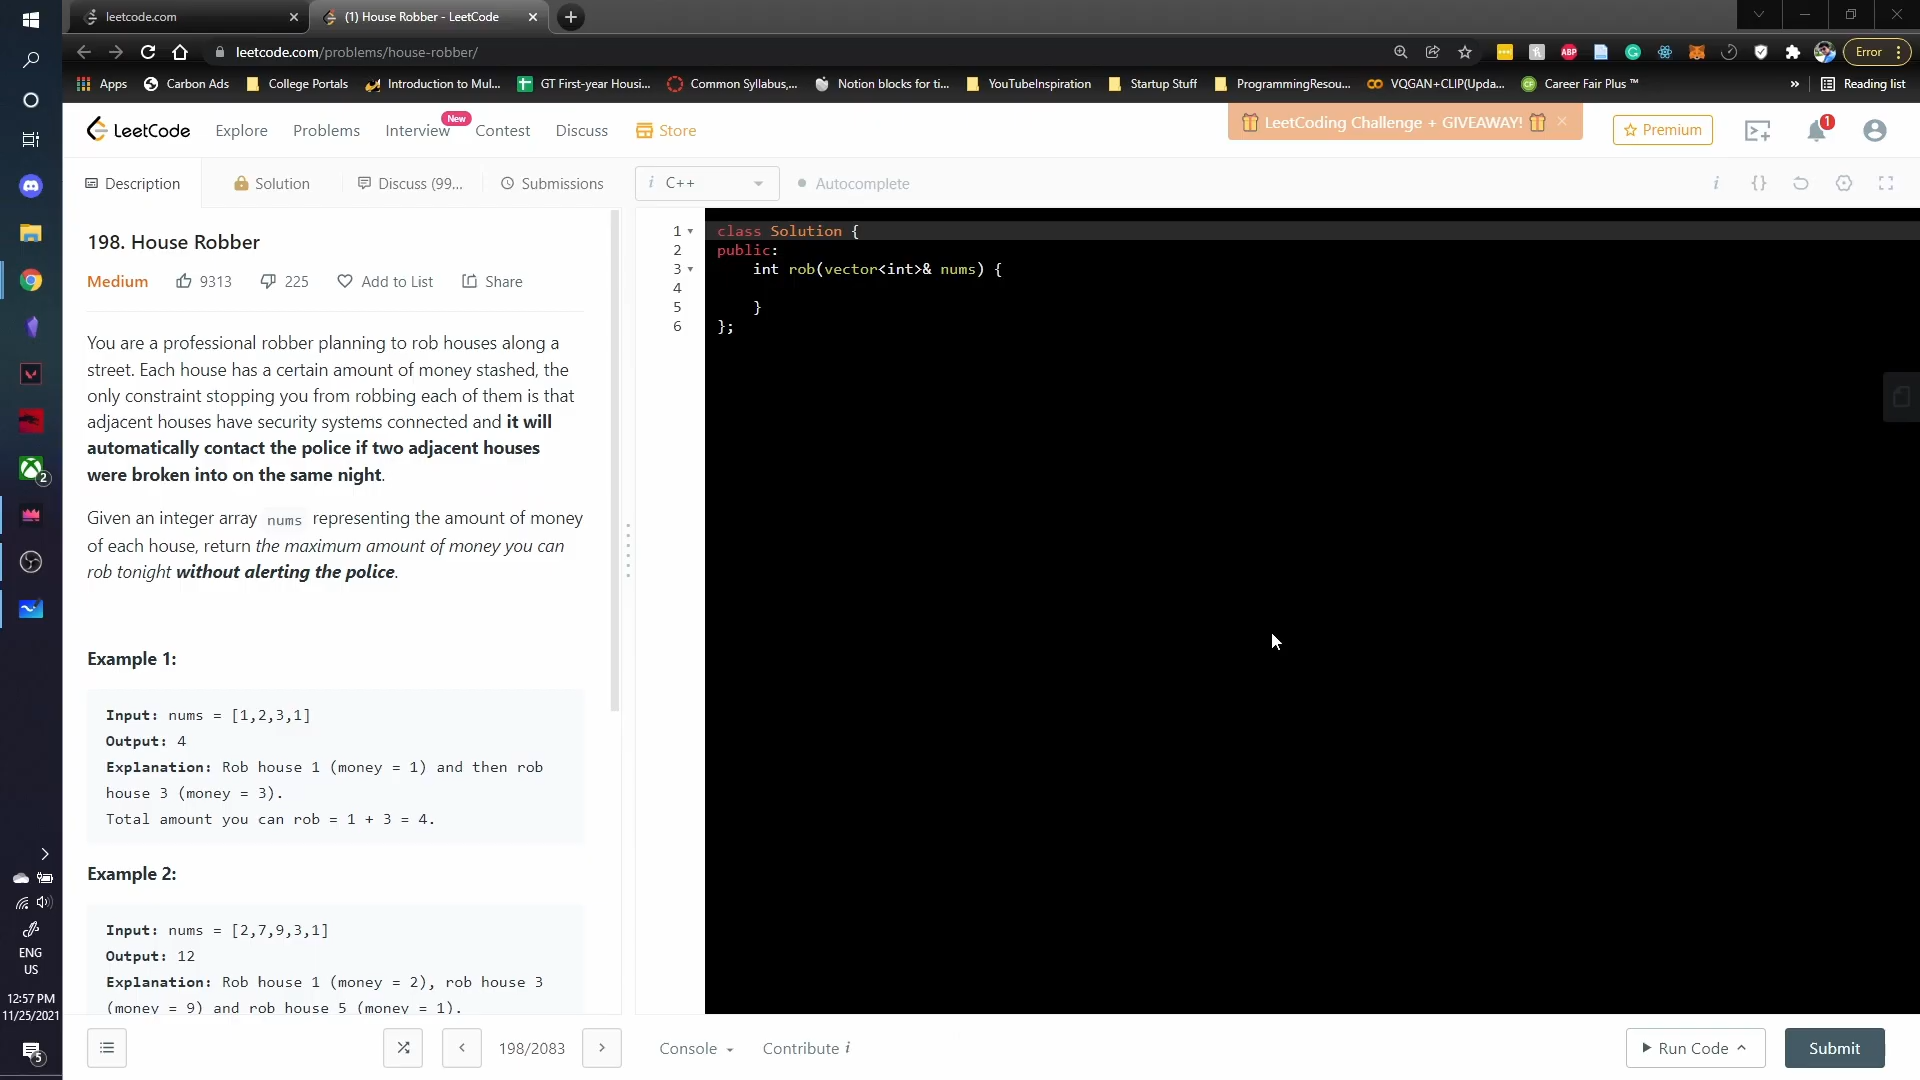 leetcode.com
(1) House Robber - LeetCode
leetcode.com/problems/house-robber/
ABP
Error
Apps
Carbon Ads
College Portals
Introduction to Mul...
GT First-year Housi...
Common Syllabus,...
Notion blocks for ti...
YouTubeInspiration
Startup Stuff
ProgrammingResou...
VQGAN+CLIP(Upda...
CF
Career Fair Plus ™
»
Reading list
LeetCode
Explore
Problems
Interview
New
Contest
Discuss
Store
LeetCoding Challenge + GIVEAWAY!
Premium
1
Description
Solution
Discuss (99...
Submissions
i C++
Autocomplete
i
{}
198. House Robber
Medium
9313
225
Add to List
Share
You are a professional robber planning to rob houses along a
street. Each house has a certain amount of money stashed, the
only constraint stopping you from robbing each of them is that
adjacent houses have security systems connected and it will
automatically contact the police if two adjacent houses
were broken into on the same night.
Given an integer array nums representing the amount of money
of each house, return the maximum amount of money you can
rob tonight without alerting the police.
Example 1:
Input: nums = [1,2,3,1]
Output: 4
Explanation: Rob house 1 (money = 1) and then rob
house 3 (money = 3).
Total amount you can rob = 1 + 3 = 4.
Example 2:
Input: nums = [2,7,9,3,1]
Output: 12
Explanation: Rob house 1 (money = 2), rob house 3
(money = 9) and rob house 5 (money = 1).
1 class Solution {
2 public:
3 int rob(vector<int>& nums) {
4
5 }
6 };
198/2083
Console
Contribute i
Run Code
Submit
2
ENG
US
12:57 PM
11/25/2021
5